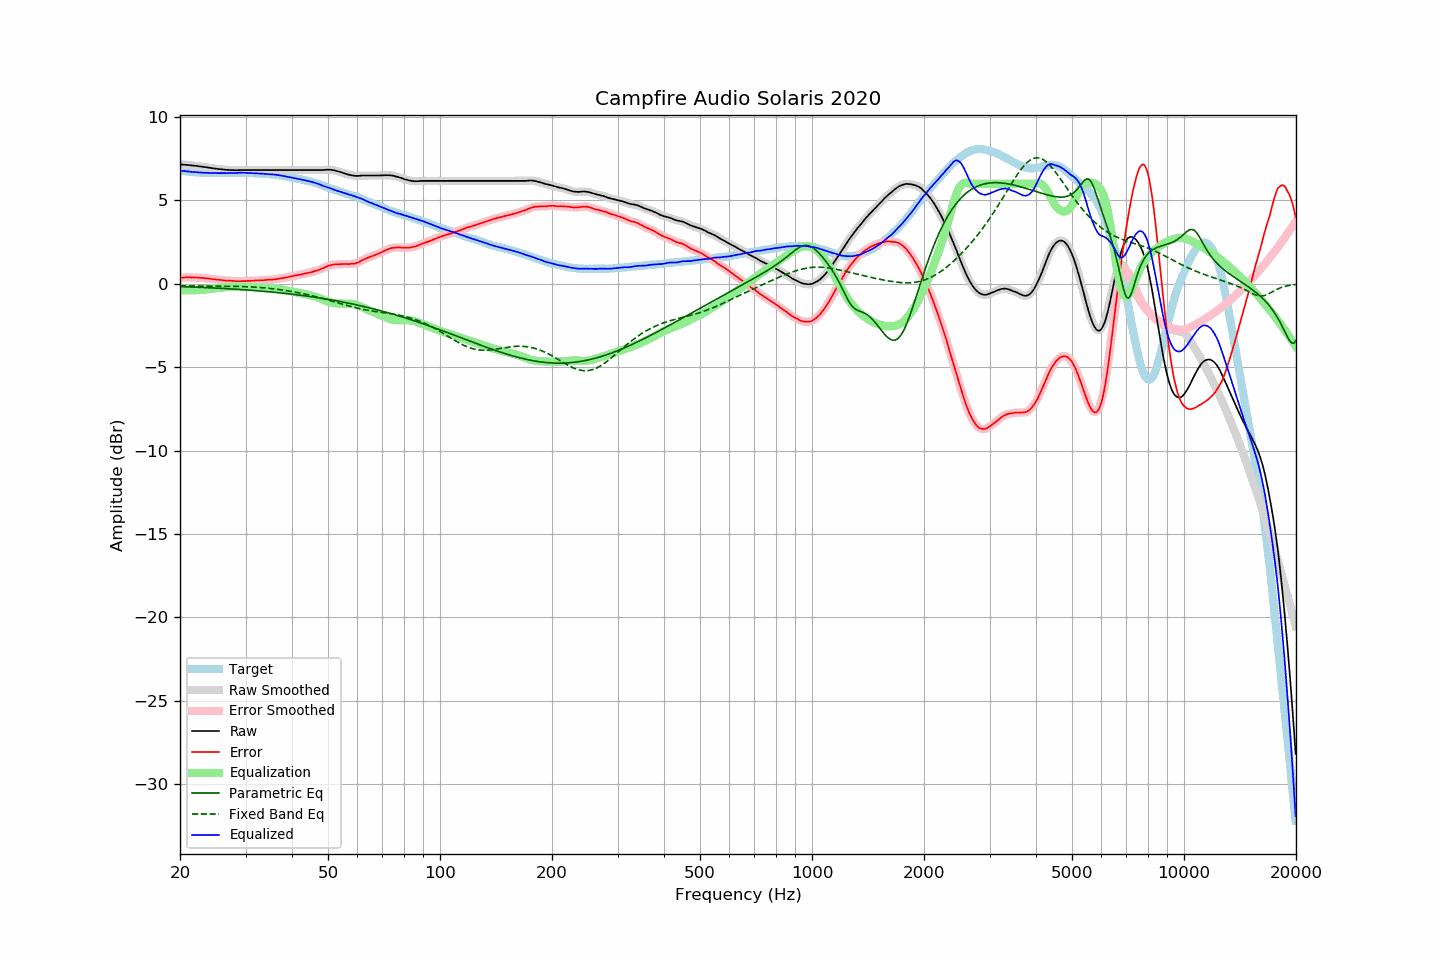 Campfire Audio Solaris 2020
10
5
0
−5
−10
−15
−20
−25
−30
Amplitude (dBr)
Target
Raw Smoothed
Error Smoothed
Raw
Error
Equalization
Parametric Eq
Fixed Band Eq
Equalized
20 50 100 200 500 1000 2000 5000 10000 20000
Frequency (Hz)